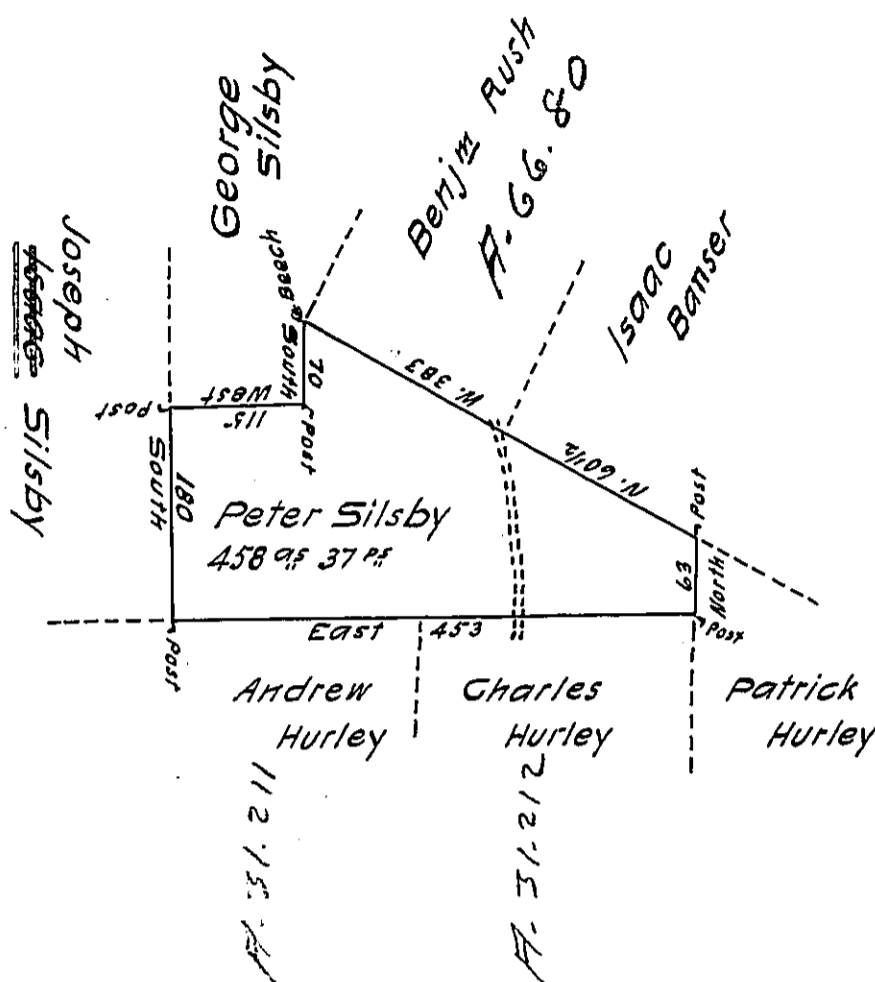 George
Silsby
Benjm Rush
A. 66. 80
Isaac
Banser
Joseph
Silsby
Beech
South
70
West
115
Post
Post
South
180
W. 383
N. 60 1/2
Post
63
North
Post
Peter Silsby
458 as 37 ps
East 453
Post
Andrew
Hurley
Charles
Hurley
Patrick
Hurley
A. 31. 211
A. 31. 212